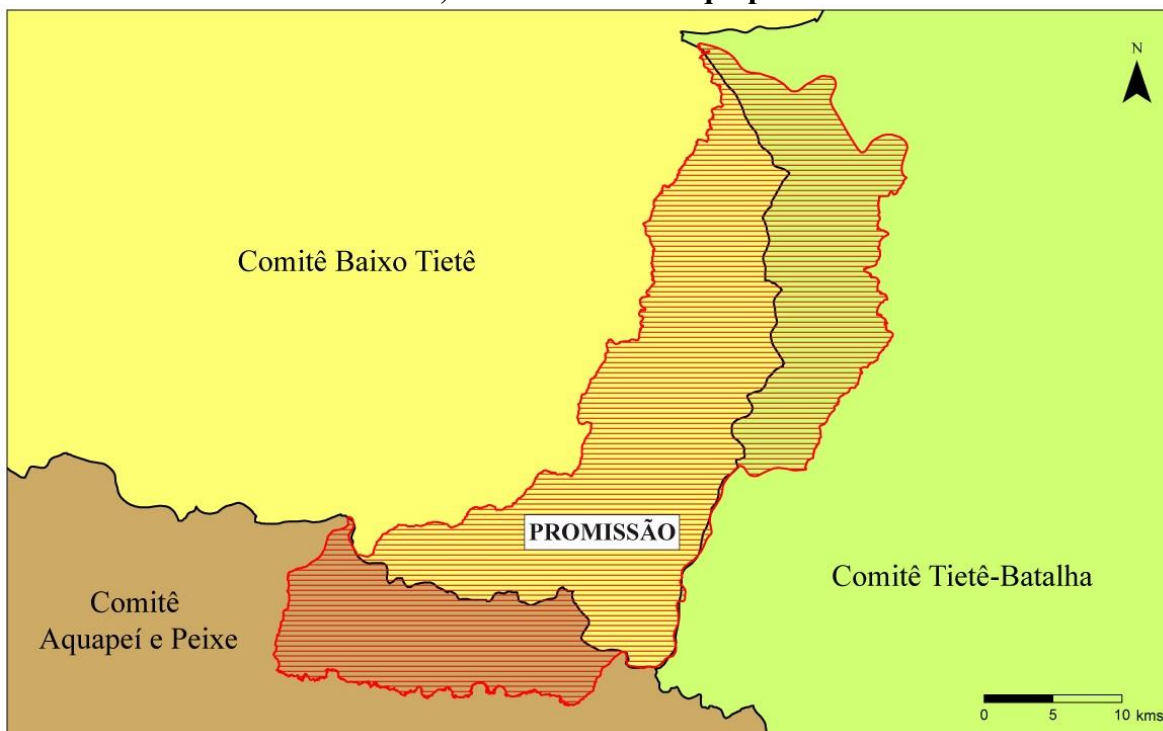 N
Comitê Baixo Tietê
PROMISSÃO
Comitê Tietê-Batalha
Comitê
Aquapeí e Peixe
0 5 10 kms